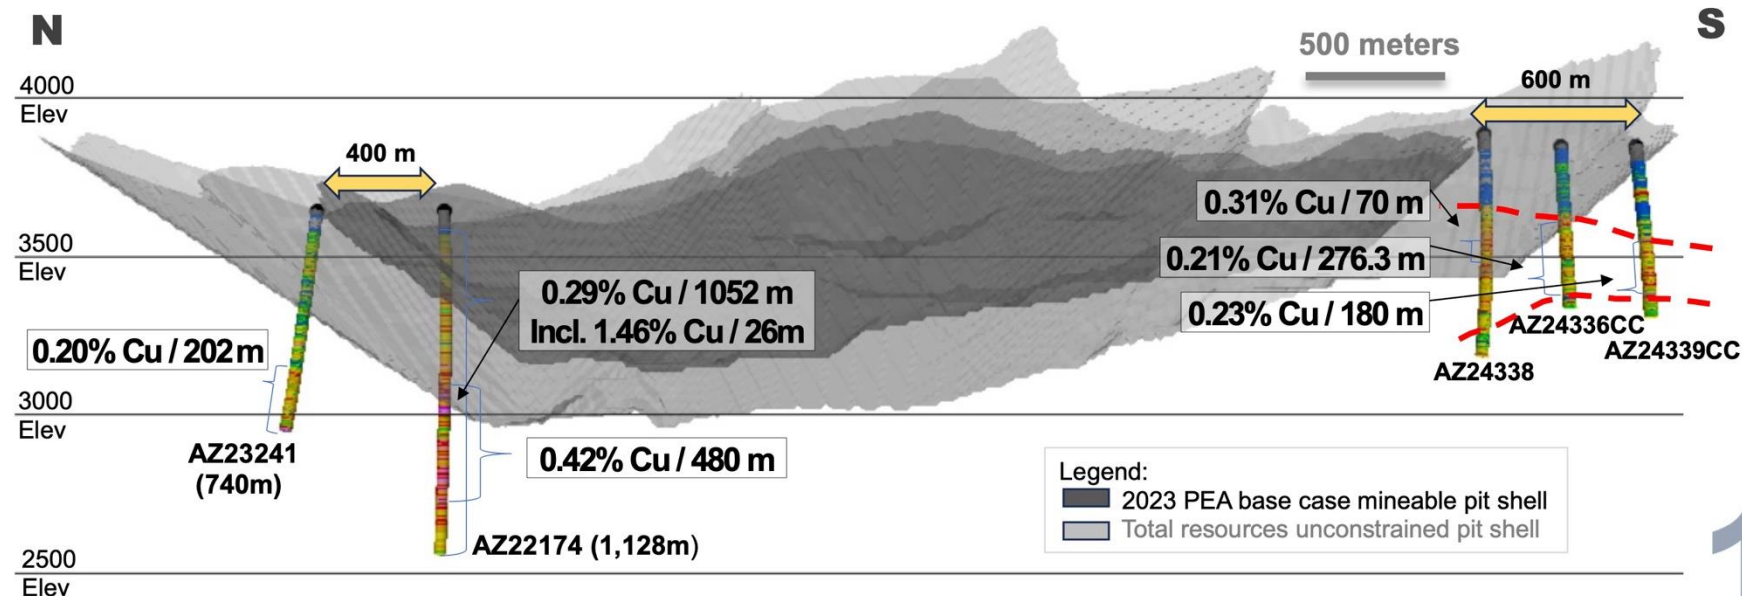 N
S
500 meters
4000
Elev
600 m
400 m
0.31% Cu / 70 m
3500
Elev
0.21% Cu / 276.3 m
0.29% Cu / 1052 m
Incl. 1.46% Cu / 26m
0.23% Cu / 180 m
AZ24336CC
0.20% Cu / 202 m
AZ24339CC
AZ24338
3000
Elev
AZ23241
(740m)
0.42% Cu / 480 m
Legend:
2023 PEA base case mineable pit shell
Total resources unconstrained pit shell
AZ22174 (1,128m)
2500
Elev